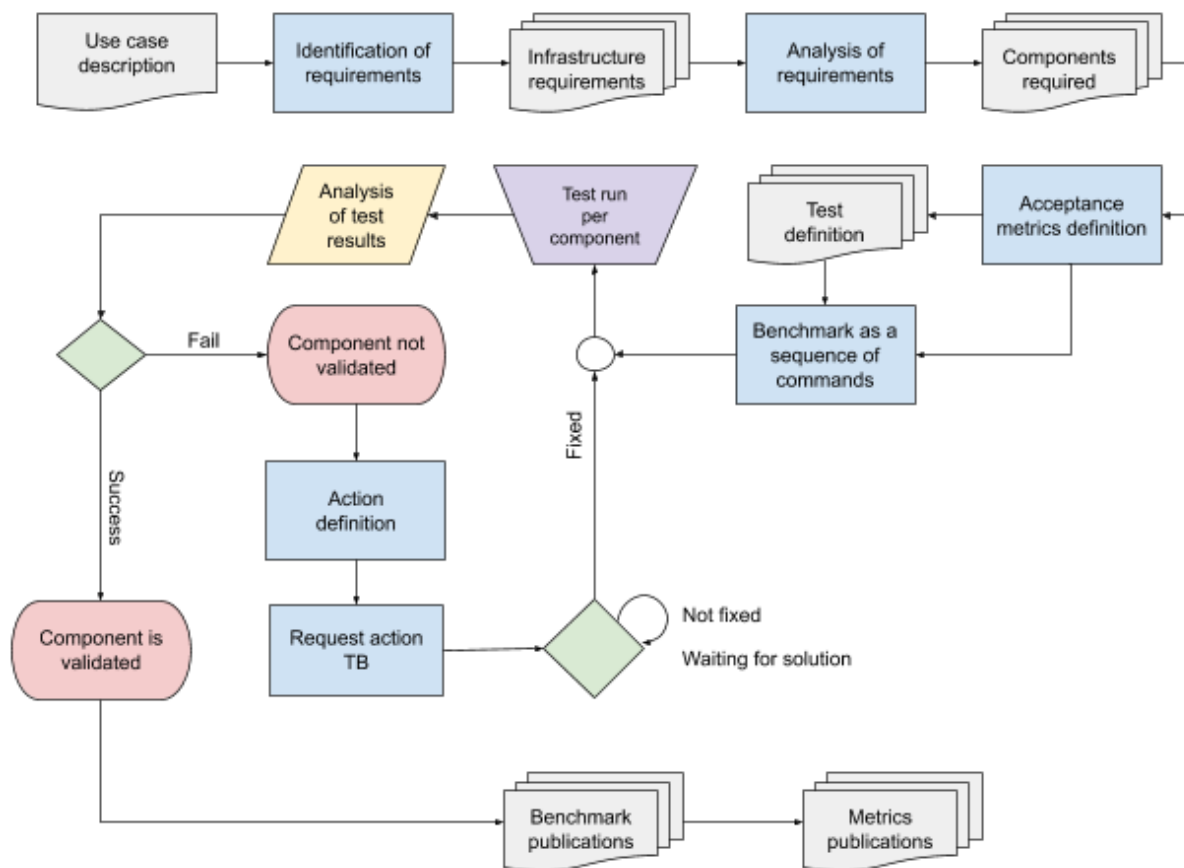 Use case
description
Identification of
requirements
Infrastructure
requirements
Analysis of
requirements
Components
required
Analysis
of test
results
Test run
per
component
Test
definition
Acceptance
metrics definition
Fail
Component not
validated
Fixed
Benchmark as a
sequence of
commands
Success
Action
definition
Component is
validated
Request action
TB
Not fixed
Waiting for solution
Benchmark
publications
Metrics
publications